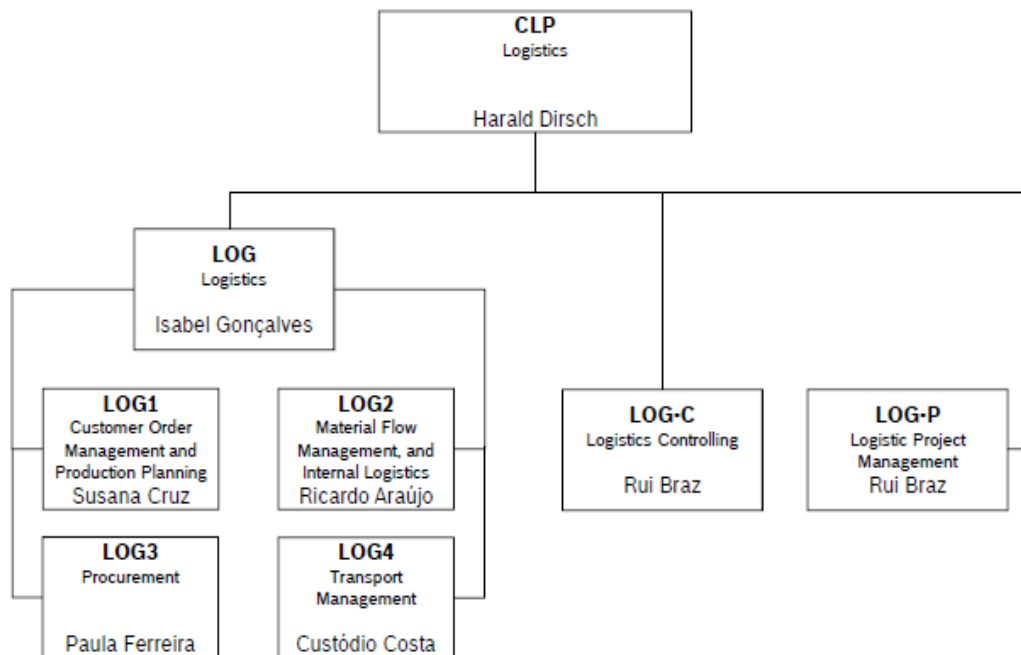 CLP
Logistics
Harald Dirsch
LOG
Logistics
Isabel Gonçalves
LOG1
Customer Order
Management and
Production Planning
Susana Cruz
LOG2
Material Flow
Management, and
Internal Logistics
Ricardo Araújo
LOG-C
Logistics Controlling
Rui Braz
LOG-P
Logistic Project
Management
Rui Braz
LOG3
Procurement
Paula Ferreira
LOG4
Transport
Management
Custódio Costa